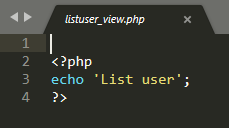 listuser_view.php
1
2 <?php
3 echo 'List user';
4 ?>